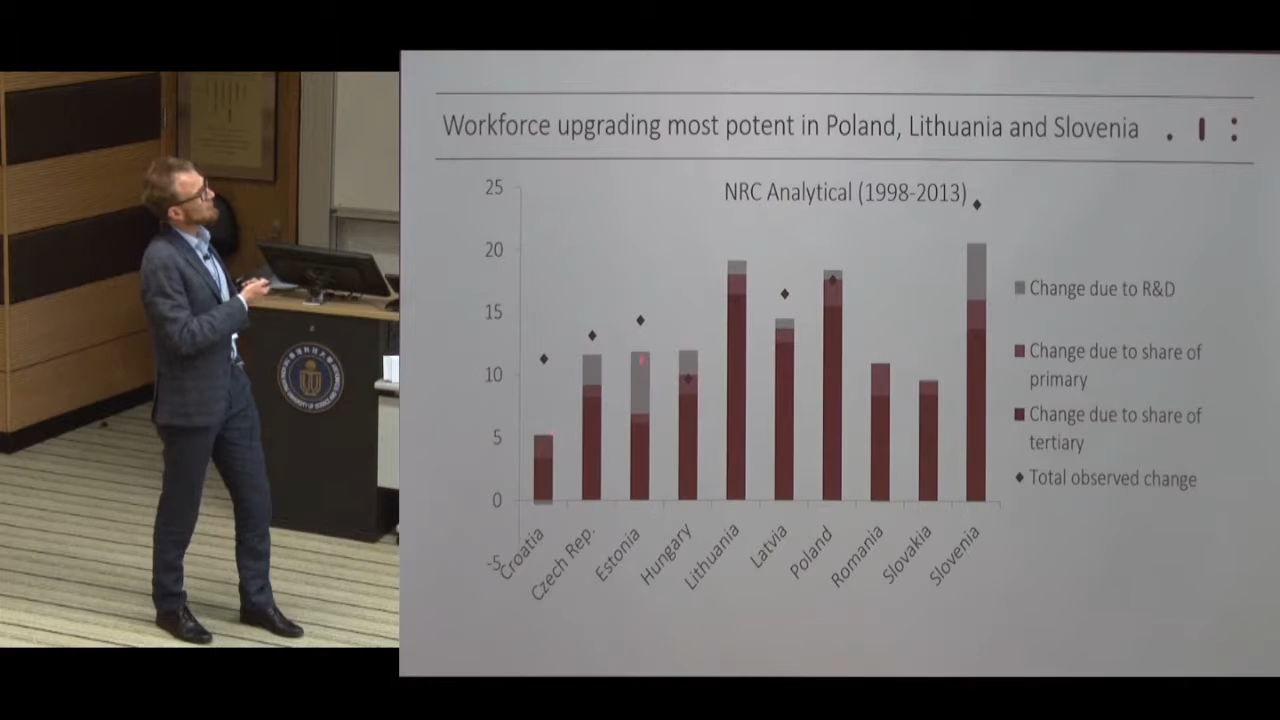 Workforce upgrading most potent in Poland, Lithuania and Slovenia
NRC Analytical (1998-2013)
25
20
15
10
5
0
-5
Croatia
Czech Rep.
Estonia
Hungary
Lithuania
Latvia
Poland
Romania
Slovakia
Slovenia
Change due to R&D
Change due to share of
primary
Change due to share of
tertiary
Total observed change